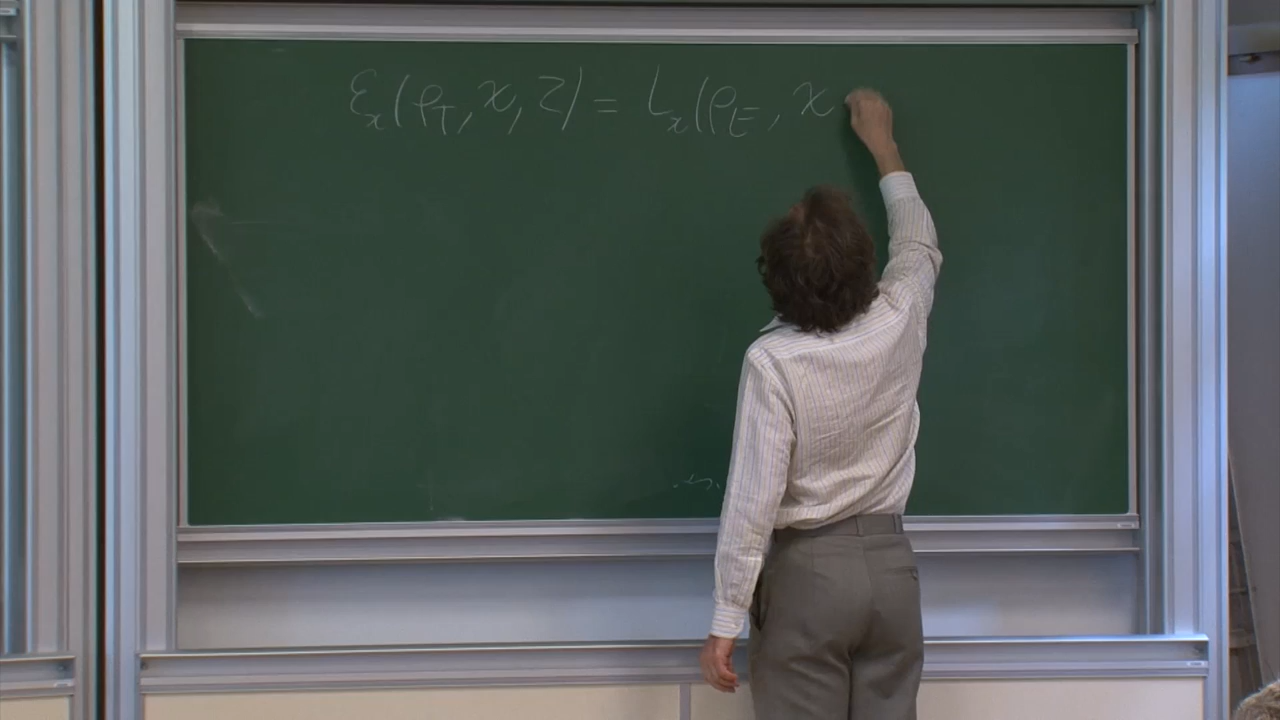 ε_x(ρ_T, χ, z) = L_x(ρ_E, χ